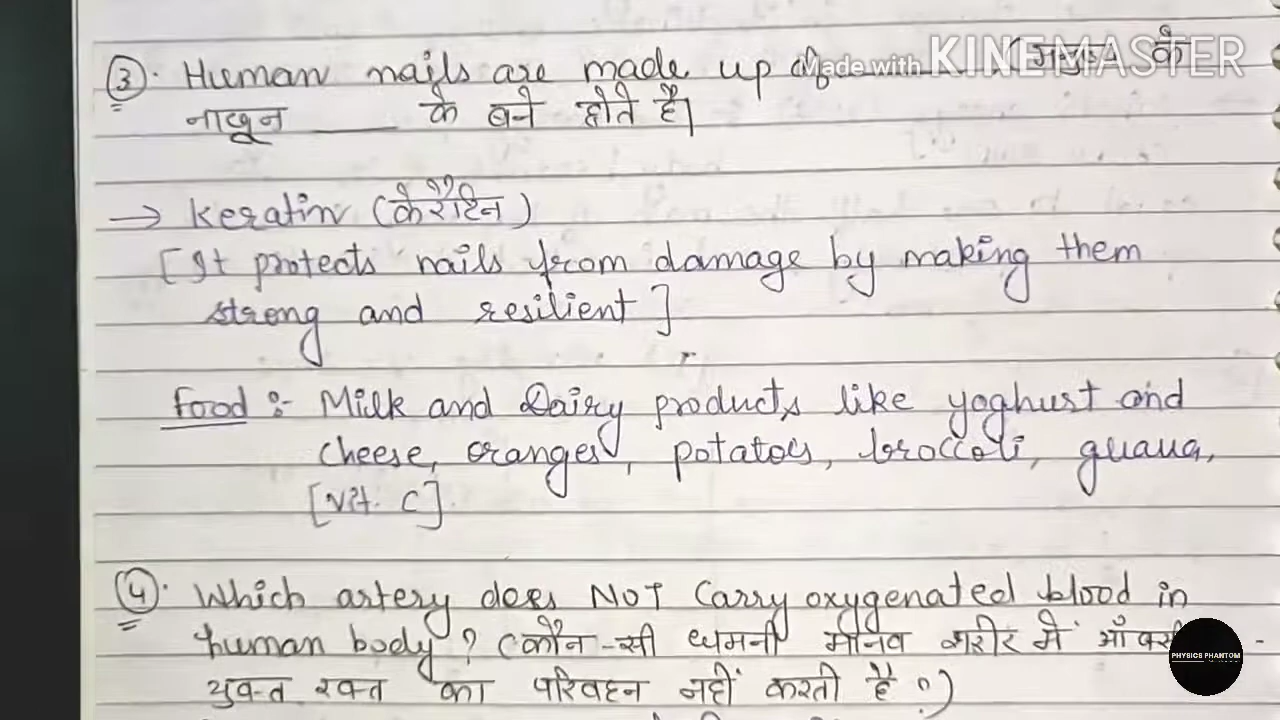 ③. Human nails are made up of ______ (मनुष्य के
Made with KINEMASTER
नाखून ______ के बने होते है।
→ Keratin (केराटिन)
[It protects nails from damage by making them
strong and resilient]
Food :- Milk and Dairy products like yoghurt and
cheese, oranges, potatoes, broccoli, guava,
[Vit. C].
④. Which artery does NOT carry oxygenated blood in
human body? (कौन-सी धमनी मानव शरीर में
PHYSICS PHANTOM
युक्त रक्त का परिवहन नहीं करती है?)